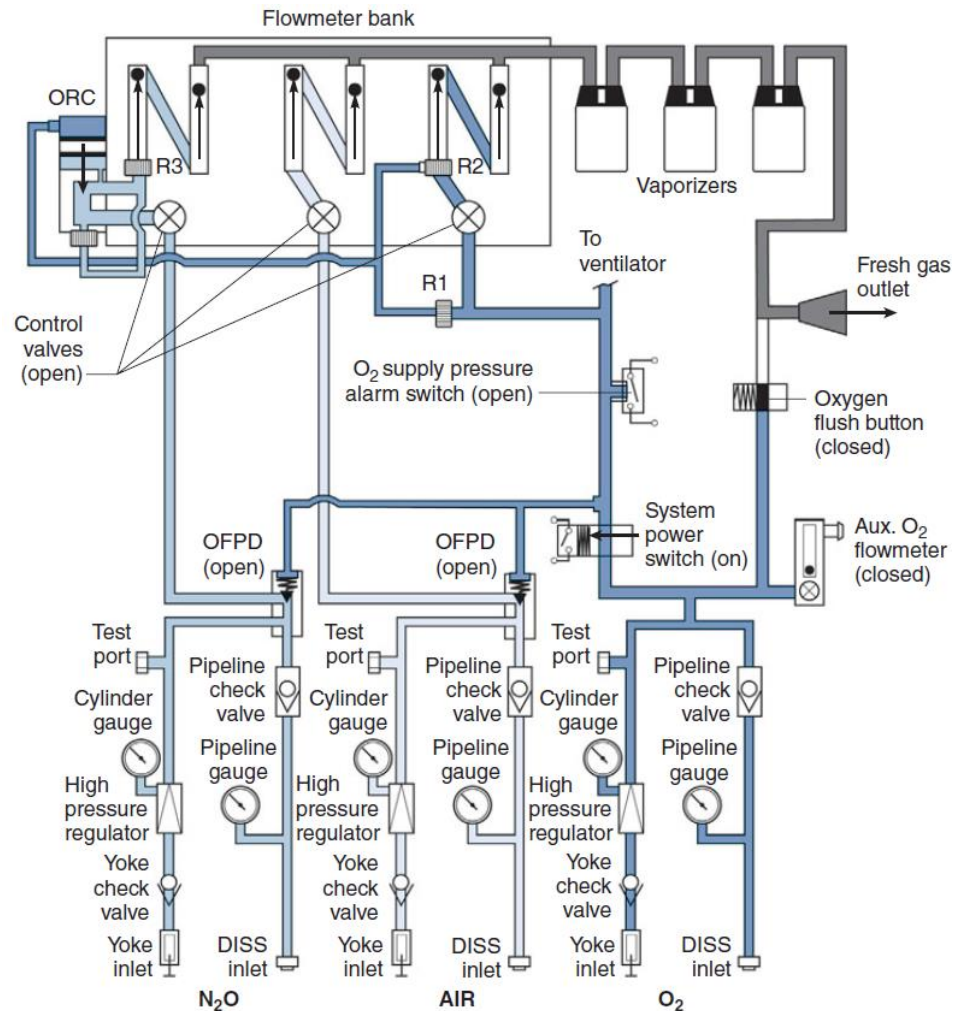 Flowmeter bank
ORC
R3
R2
Vaporizers
To
ventilator
Fresh gas
outlet
R1
Control
valves
(open)
O₂ supply pressure
alarm switch (open)
Oxygen
flush button
(closed)
OFPD
(open)
OFPD
(open)
System
power
switch (on)
Aux. O₂
flowmeter
(closed)
Test
port
Pipeline
check
valve
Test
port
Pipeline
check
valve
Test
port
Pipeline
check
valve
Cylinder
gauge
Pipeline
gauge
Cylinder
gauge
Pipeline
gauge
Cylinder
gauge
Pipeline
gauge
High
pressure
regulator
High
pressure
regulator
High
pressure
regulator
Yoke
check
valve
Yoke
check
valve
Yoke
check
valve
Yoke
inlet
DISS
inlet
Yoke
inlet
DISS
inlet
Yoke
inlet
DISS
inlet
N₂O
AIR
O₂